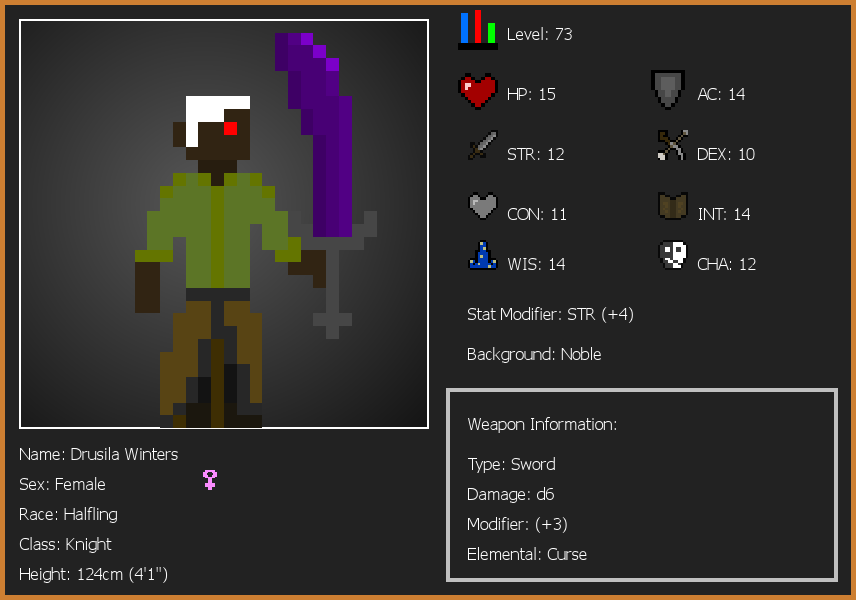 Level: 73
HP: 15
AC: 14
STR: 12
DEX: 10
CON: 11
INT: 14
WIS: 14
CHA: 12
Stat Modifier: STR (+4)
Background: Noble
Weapon Information:
Type: Sword
Damage: d6
Modifier: (+3)
Elemental: Curse
Name: Drusila Winters
Sex: Female
Race: Halfling
Class: Knight
Height: 124cm (4'1")